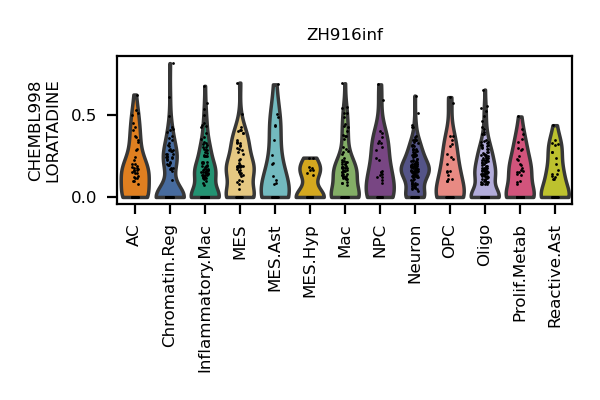 ZH916inf
CHEMBL998
LORATADINE
0.5
0.0
AC
Chromatin.Reg
Inflammatory.Mac
MES
MES.Ast
MES.Hyp
Mac
NPC
Neuron
OPC
Oligo
Prolif.Metab
Reactive.Ast